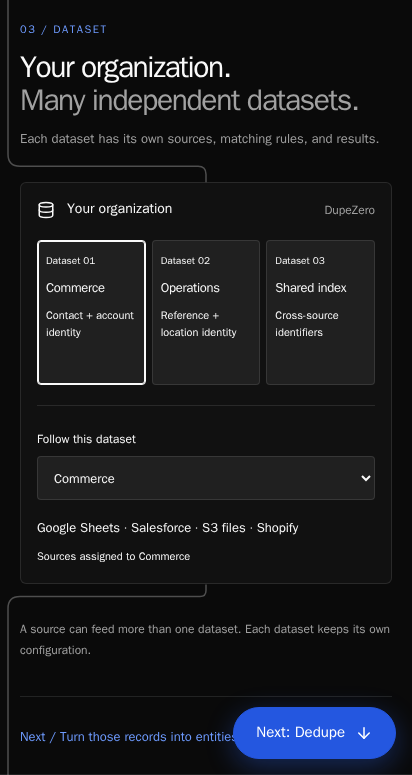 03 / DATASET
Your organization.
Many independent datasets.
Each dataset has its own sources, matching rules, and results.
Your organization
DupeZero
Dataset 01
Commerce
Contact + account
identity
Dataset 02
Operations
Reference +
location identity
Dataset 03
Shared index
Cross-source
identifiers
Follow this dataset
Commerce
Google Sheets · Salesforce · S3 files · Shopify
Sources assigned to Commerce
A source can feed more than one dataset. Each dataset keeps its own
configuration.
Next / Turn those records into entities
Next: Dedupe